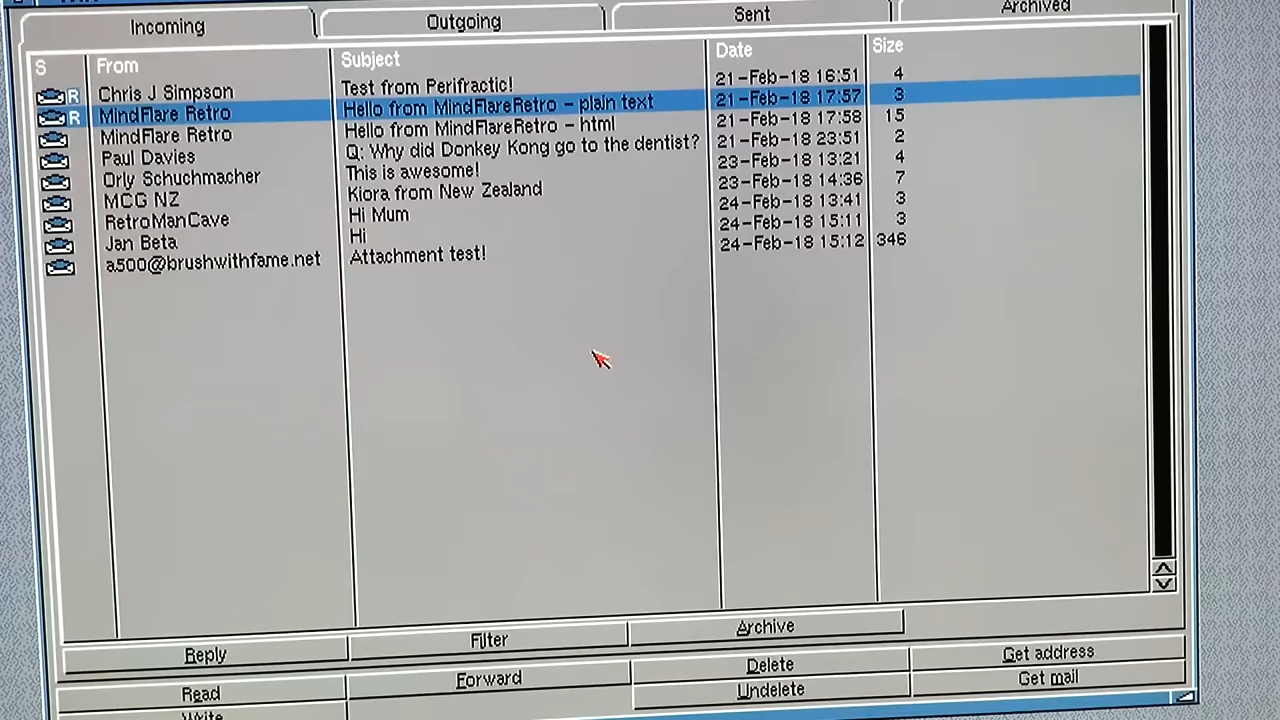 Incoming Outgoing Sent Archived
S From Subject Date Size
R Chris J Simpson Test from Perifractic! 21-Feb-18 16:51 4
R MindFlare Retro Hello from MindFlareRetro - plain text 21-Feb-18 17:57 3
MindFlare Retro Hello from MindFlareRetro - html 21-Feb-18 17:58 15
Paul Davies Q: Why did Donkey Kong go to the dentist? 21-Feb-18 23:51 2
Orly Schuchmacher This is awesome! 23-Feb-18 13:21 4
MCG NZ Kiora from New Zealand 23-Feb-18 14:36 7
RetroManCave Hi Mum 24-Feb-18 13:41 3
Jan Beta Hi 24-Feb-18 15:11 3
a500@brushwithfame.net Attachment test! 24-Feb-18 15:12 346
Reply Filter Archive
Read Forward Delete Get address
Write Undelete Get mail